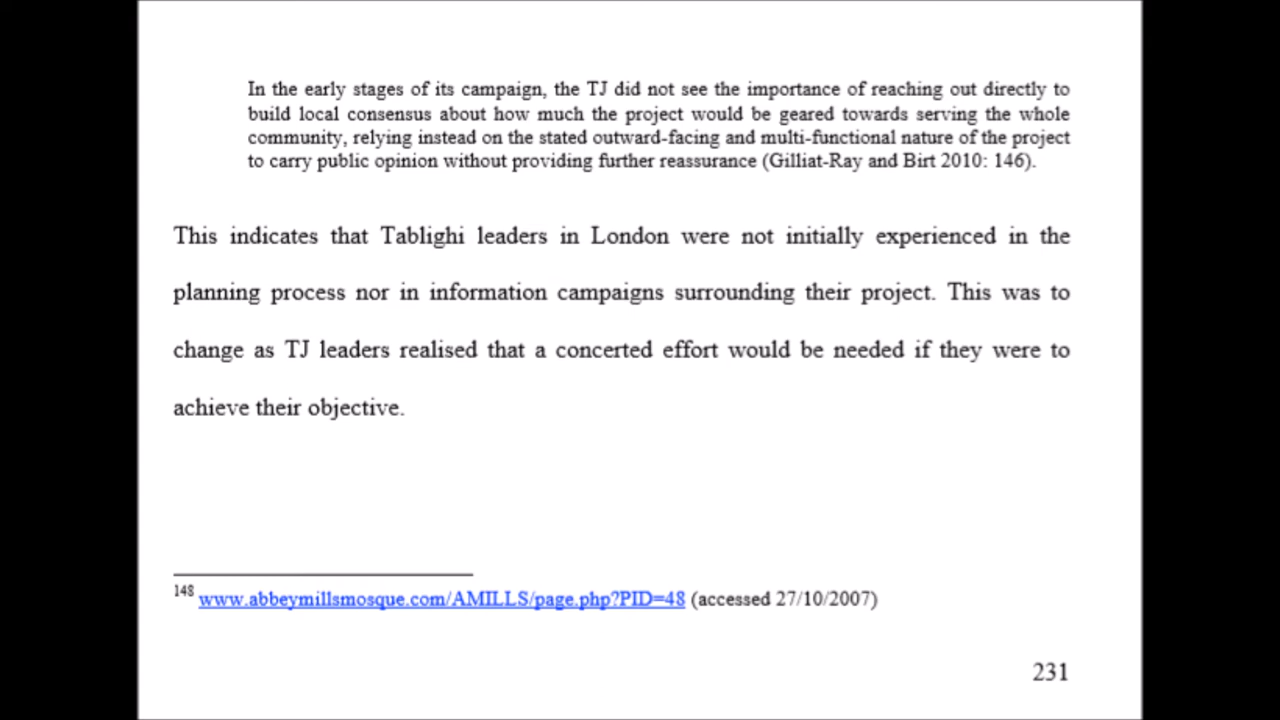 In the early stages of its campaign, the TJ did not see the importance of reaching out directly to
build local consensus about how much the project would be geared towards serving the whole
community, relying instead on the stated outward-facing and multi-functional nature of the project
to carry public opinion without providing further reassurance (Gilliat-Ray and Birt 2010: 146).
This indicates that Tablighi leaders in London were not initially experienced in the
planning process nor in information campaigns surrounding their project. This was to
change as TJ leaders realised that a concerted effort would be needed if they were to
achieve their objective.
148 www.abbeymillsmosque.com/AMILLS/page.php?PID=48 (accessed 27/10/2007)
231